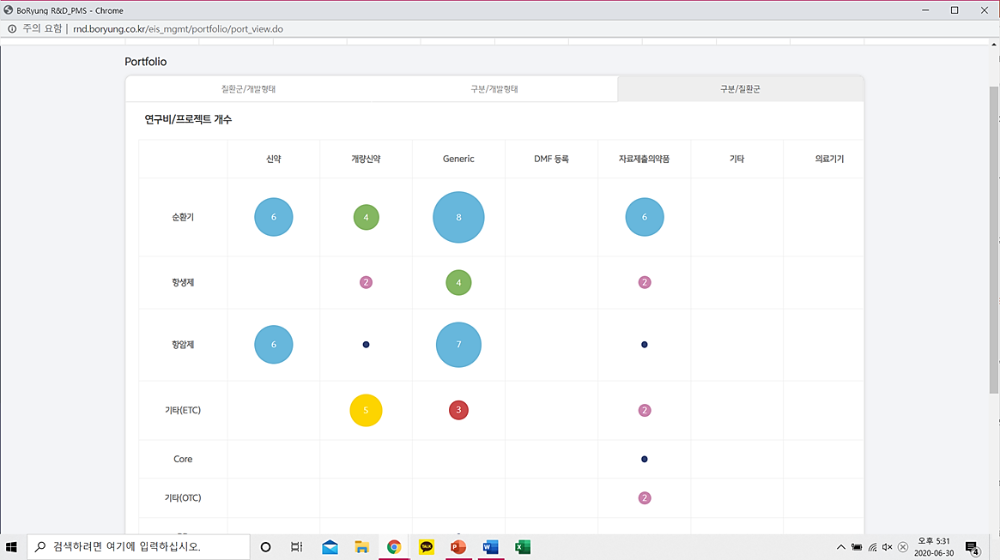 BoRyung R&D_PMS - Chrome
주의 요함 | rnd.boryung.co.kr/eis_mgmt/portfolio/port_view.do
Portfolio
질환군/개발형태 구분/개발형태 구분/질환군
연구비/프로젝트 개수
신약 개량신약 Generic DMF 등록 자료제출의약품 기타 의료기기
순환기 6 4 8 6
항생제 2 4 2
항암제 6 7
기타(ETC) 5 3 2
Core
기타(OTC) 2
검색하려면 여기에 입력하십시오.
TALK
오후 5:31
2020-06-30
4